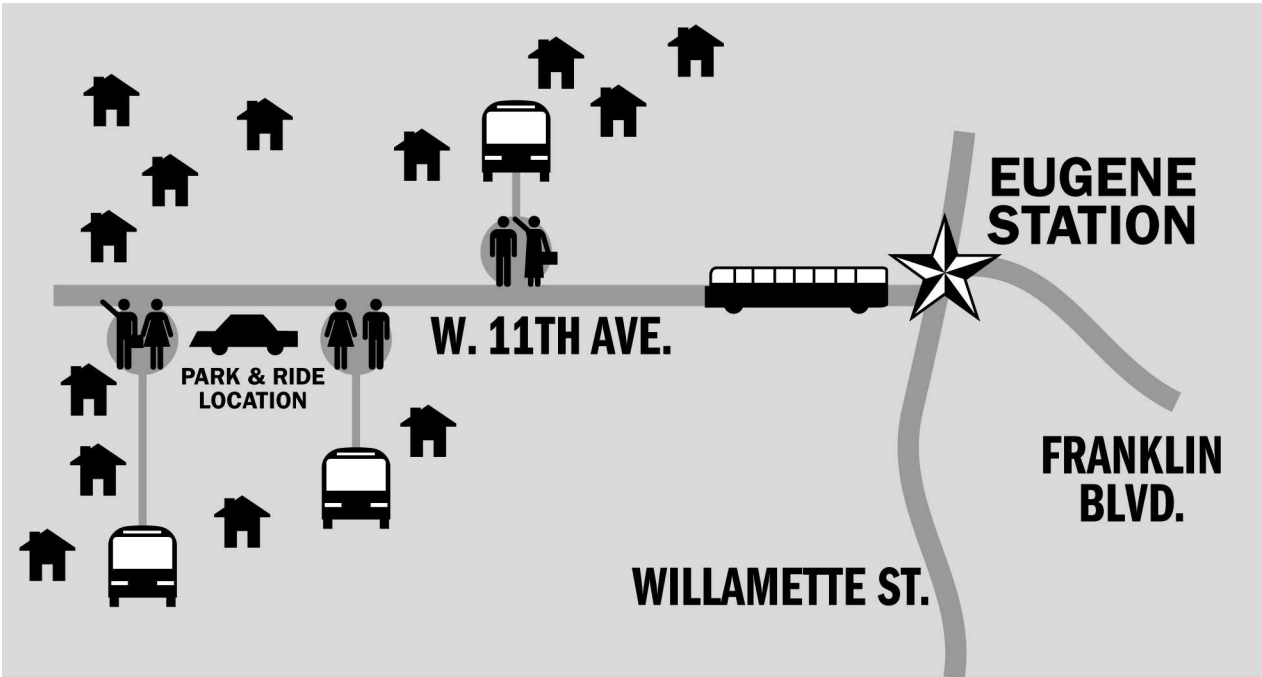 EUGENE
STATION
W. 11TH AVE.
PARK & RIDE
LOCATION
FRANKLIN
BLVD.
WILLAMETTE ST.